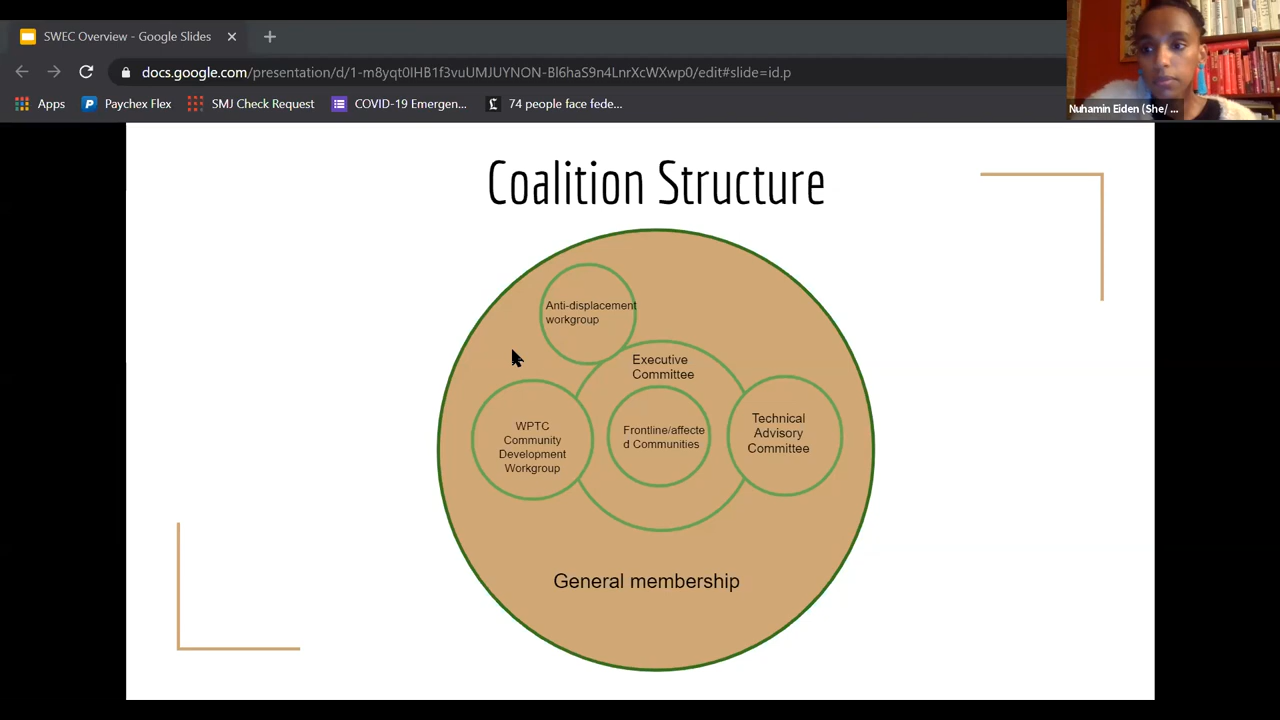 SWEC Overview - Google Slides
docs.google.com/presentation/d/1-m8yqt0lHB1f3vuUMJUYNON-Bl6haS9n4LnrXcWXwp0/edit#slide=id.p
Apps
Paychex Flex
SMJ Check Request
COVID-19 Emergen...
74 people face fede...
Nuhamin Eiden (She/ ...
Coalition Structure
Anti-displacement
workgroup
Executive
Committee
WPTC
Community
Development
Workgroup
Frontline/affecte
d Communities
Technical
Advisory
Committee
General membership